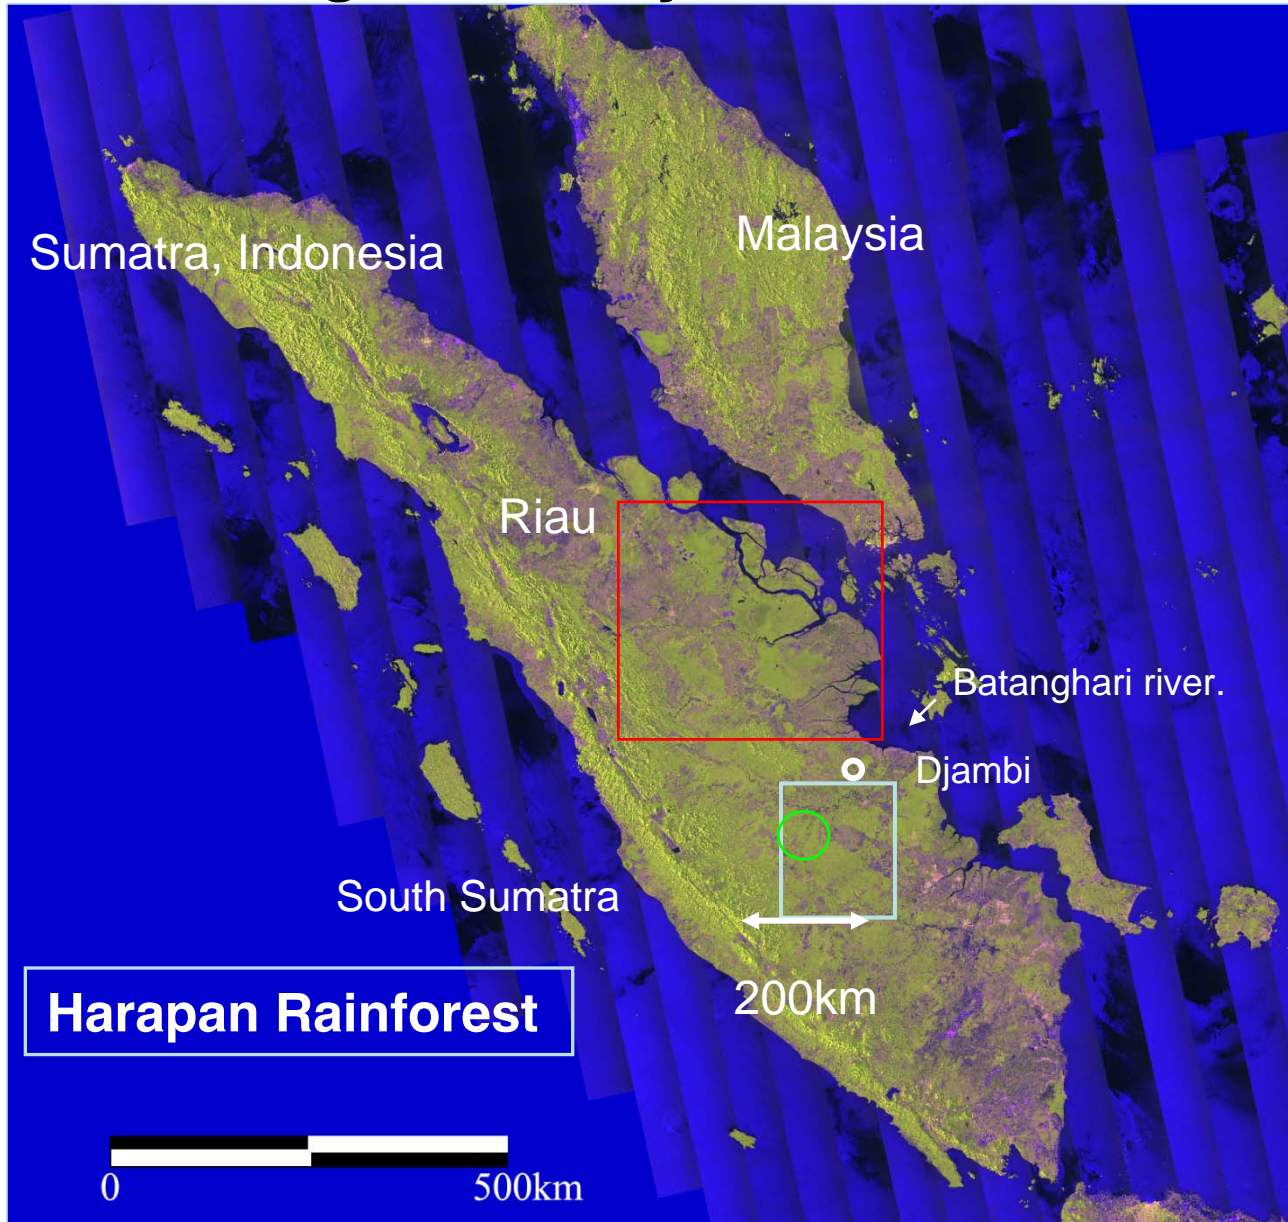 Malaysia
Sumatra, Indonesia
Riau
Batanghari river.
Djambi
South Sumatra
200km
Harapan Rainforest
0 500km